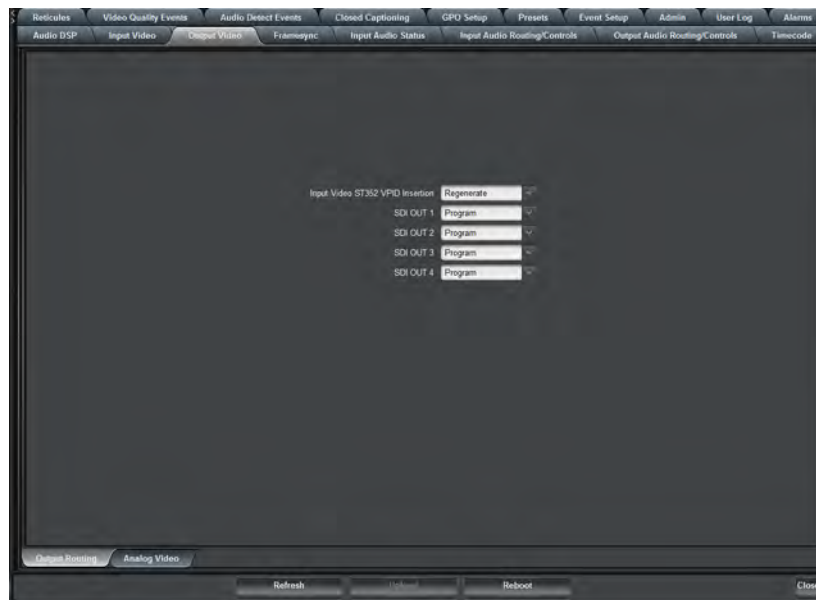 Reticules Video Quality Events Audio Detect Events Closed Captioning GPO Setup Presets Event Setup Admin User Log Alarms
Audio DSP Input Video Output Video Framesync Input Audio Status Input Audio Routing/Controls Output Audio Routing/Controls Timecode
Input Video ST352 VPID Insertion Regenerate
SDI OUT 1 Program
SDI OUT 2 Program
SDI OUT 3 Program
SDI OUT 4 Program
Output Routing Analog Video
Refresh Upload Reboot Close